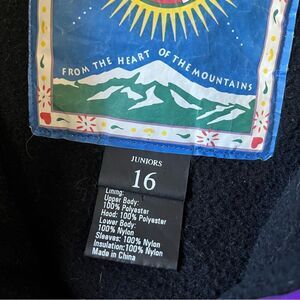 FROM THE HEART OF THE MOUNTAINS
JUNIORS
16
Lining:
Upper Body:
100% Polyester
Hood: 100% Polyester
Lower Body:
100% Nylon
Sleeves: 100% Nylon
Insulation:100% Nylon
Made in China